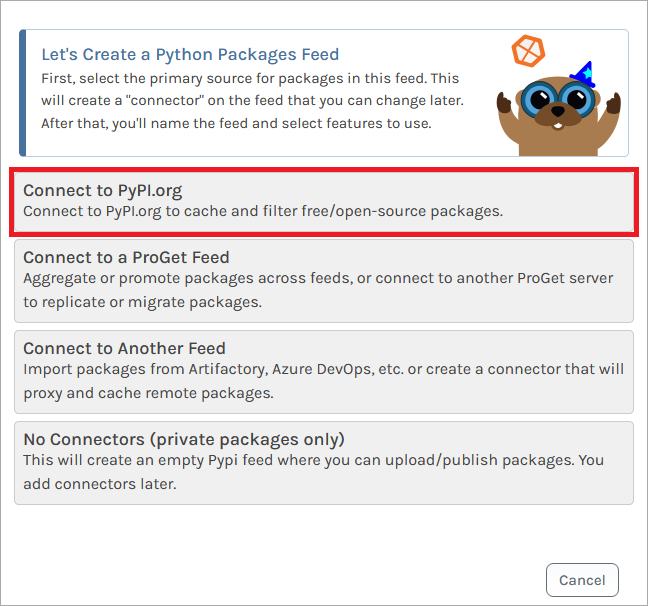 Let's Create a Python Packages Feed
First, select the primary source for packages in this feed. This
will create a "connector" on the feed that you can change later.
After that, you'll name the feed and select features to use.
Connect to PyPI.org
Connect to PyPI.org to cache and filter free/open-source packages.
Connect to a ProGet Feed
Aggregate or promote packages across feeds, or connect to another ProGet server
to replicate or migrate packages.
Connect to Another Feed
Import packages from Artifactory, Azure DevOps, etc. or create a connector that will
proxy and cache remote packages.
No Connectors (private packages only)
This will create an empty Pypi feed where you can upload/publish packages. You
add connectors later.
Cancel